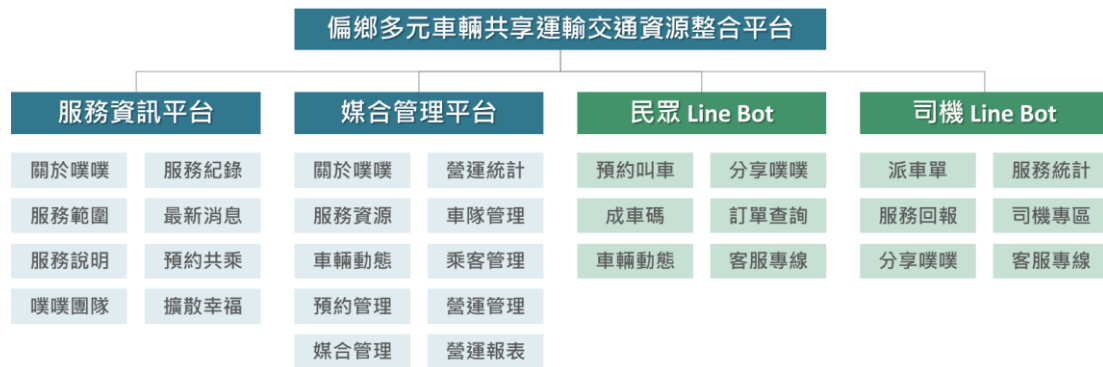 偏鄉多元車輛共享運輸交通資源整合平台
服務資訊平台
關於噗噗 服務紀錄
服務範圍 最新消息
服務說明 預約共乘
噗噗團隊 擴散幸福
媒合管理平台
關於噗噗 營運統計
服務資源 車隊管理
車輛動態 乘客管理
預約管理 營運管理
媒合管理 營運報表
民眾 Line Bot
預約叫車 分享噗噗
成車碼 訂單查詢
車輛動態 客服專線
司機 Line Bot
派車單 服務統計
服務回報 司機專區
分享噗噗 客服專線